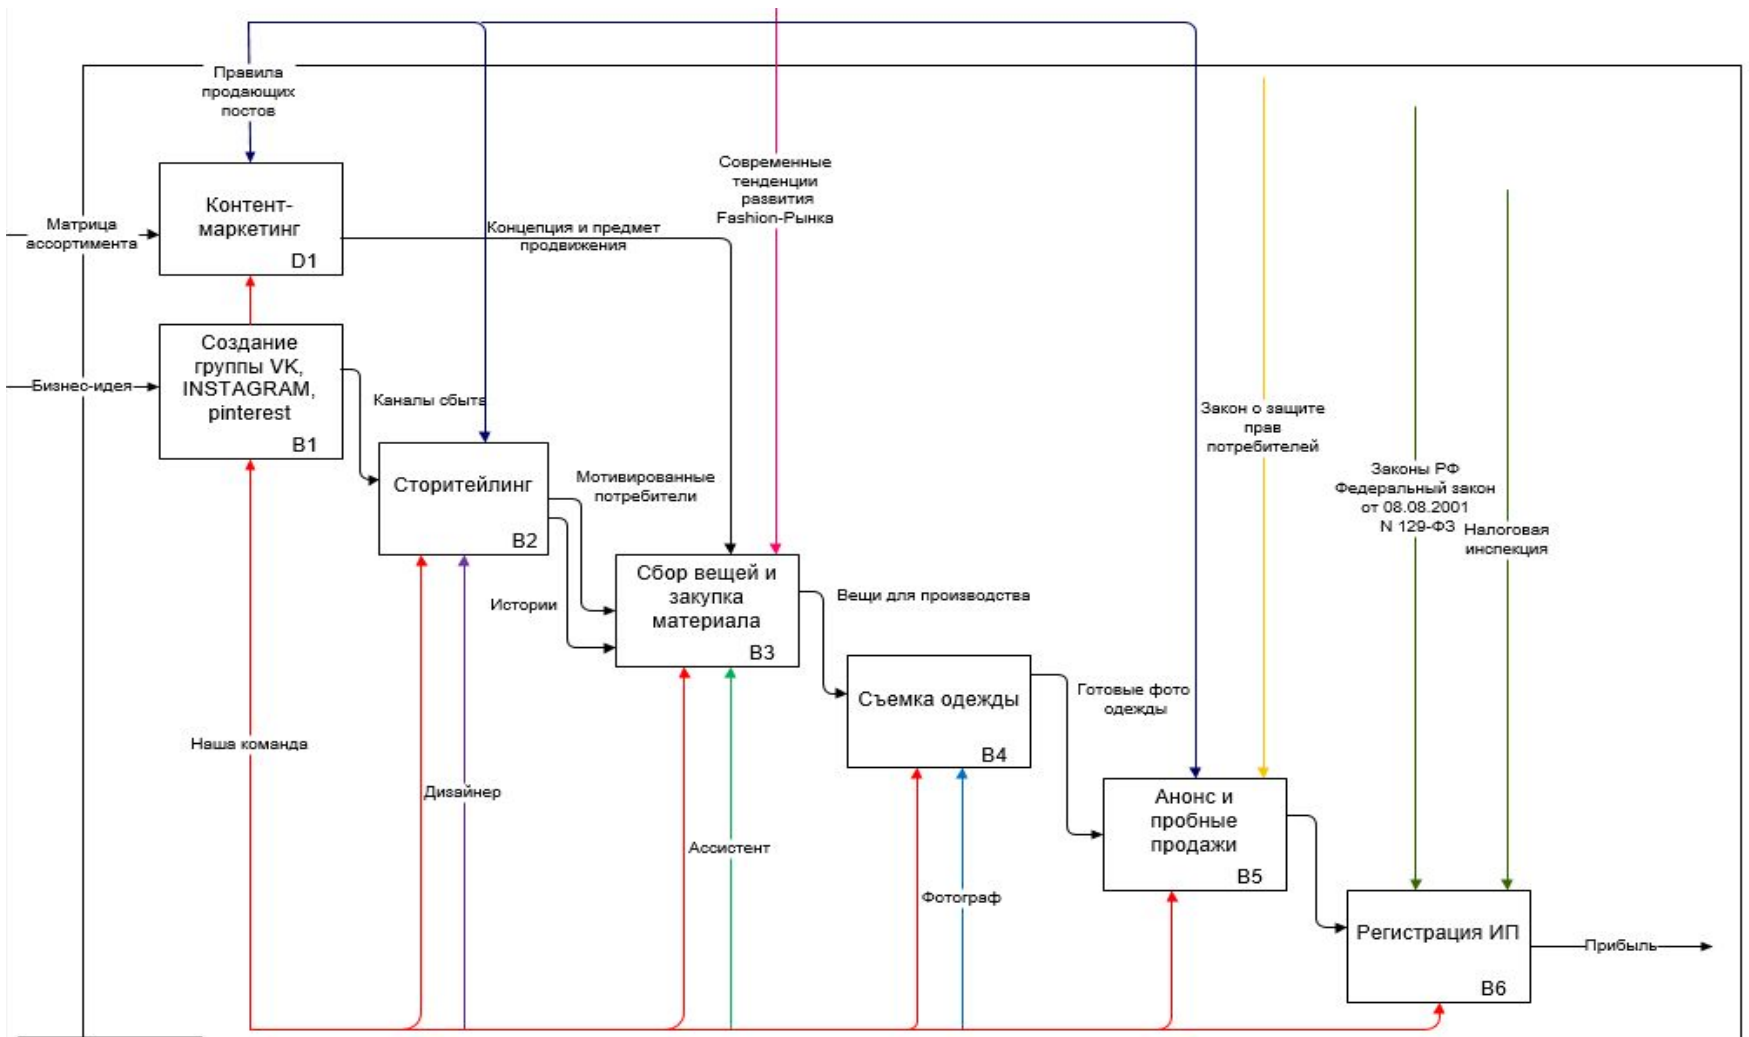 Правила
продающих
постов
Современные
тенденции
развития
Fashion-Рынка
Контент-
маркетинг
D1
Матрица
ассортимента
Концепция и предмет
продвижения
Создание
группы VK,
INSTAGRAM,
pinterest
B1
Бизнес-идея
Каналы сбыта
Закон о защите
прав
потребителей
Сторитейлинг
B2
Мотивированные
потребители
Законы РФ
Федеральный закон
от 08.08.2001
N 129-ФЗ
Налоговая
инспекция
Истории
Сбор вещей и
закупка
материала
B3
Вещи для производства
Съемка одежды
B4
Готовые фото
одежды
Наша команда
Дизайнер
Ассистент
Фотограф
Анонс и
пробные
продажи
B5
Регистрация ИП
B6
Прибыль